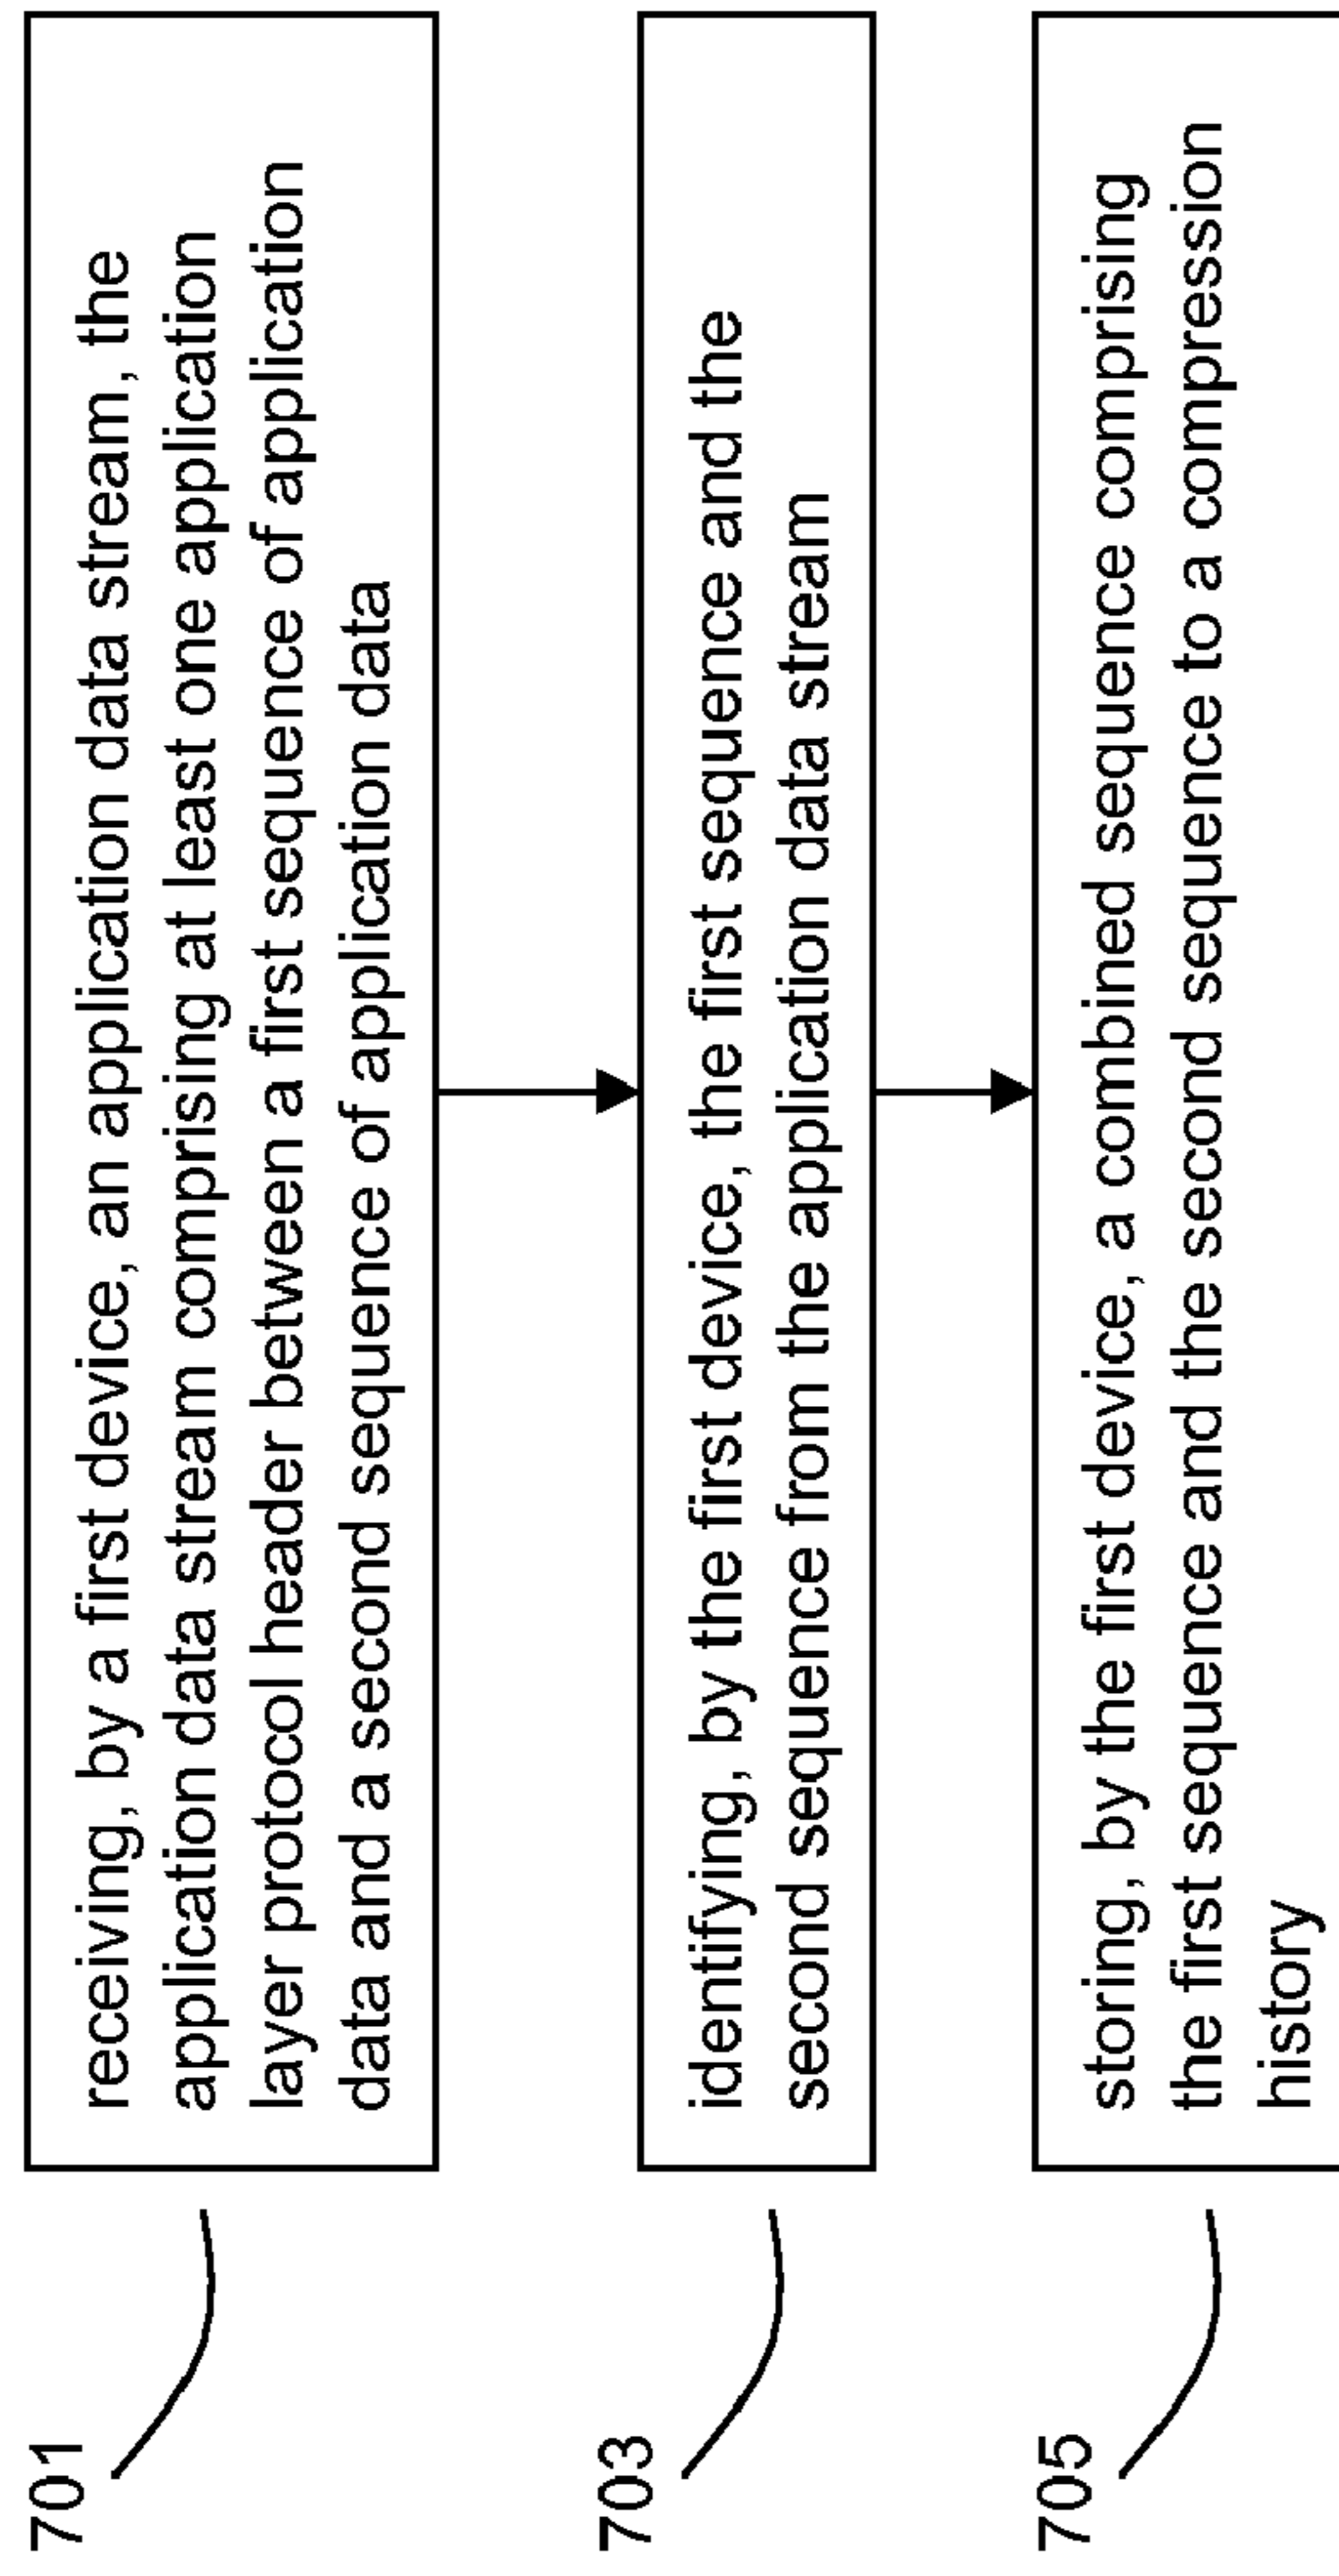 701
receiving, by a first device, an application data stream, the
application data stream comprising at least one application
layer protocol header between a first sequence of application
data and a second sequence of application data
703
identifying, by the first device, the first sequence and the
second sequence from the application data stream
705
storing, by the first device, a combined sequence comprising
the first sequence and the second sequence to a compression
history